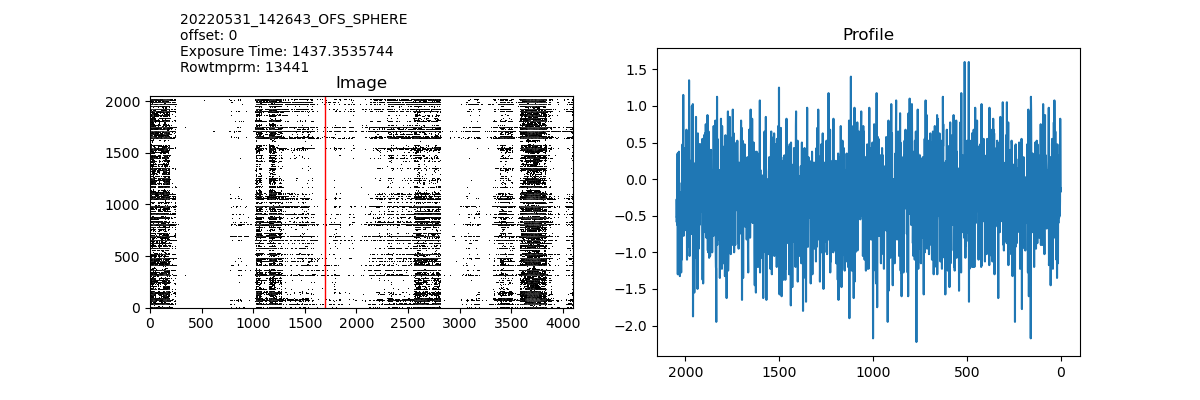 20220531_142643_OFS_SPHERE
offset: 0
Exposure Time: 1437.3535744
Rowtmprm: 13441
Image
2000
1500
1000
500
0
0 500 1000 1500 2000 2500 3000 3500 4000
Profile
1.5
1.0
0.5
0.0
−0.5
−1.0
−1.5
−2.0
2000 1500 1000 500 0